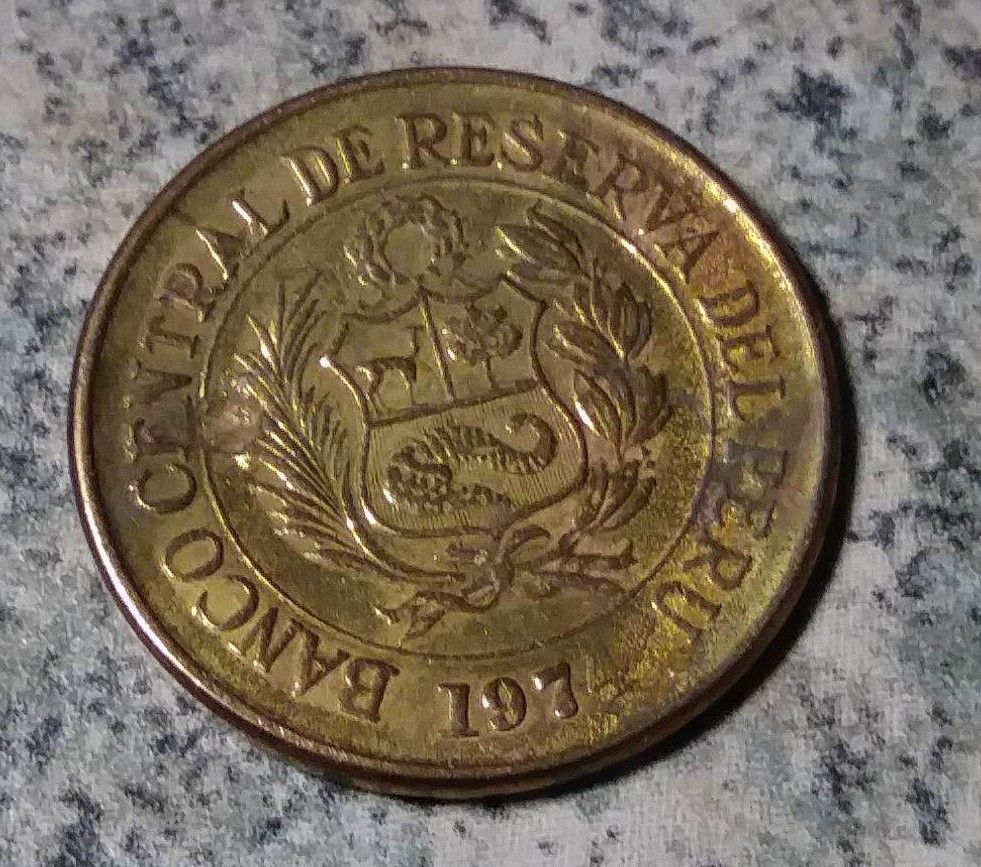 BANCO CENTRAL DE RESERVA DEL PERU
197